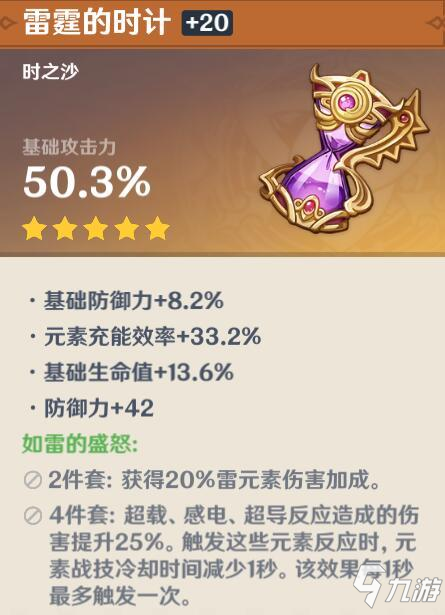 雷霆的时计 +20
时之沙
基础攻击力
50.3%
·基础防御力+8.2%
·元素充能效率+33.2%
·基础生命值+13.6%
·防御力+42
如雷的盛怒:
2件套: 获得20%雷元素伤害加成。
4件套: 超载、感电、超导反应造成的伤
害提升25%。触发这些元素反应时, 元
素战技冷却时间减少1秒。该效果每1秒
最多触发一次。
九游